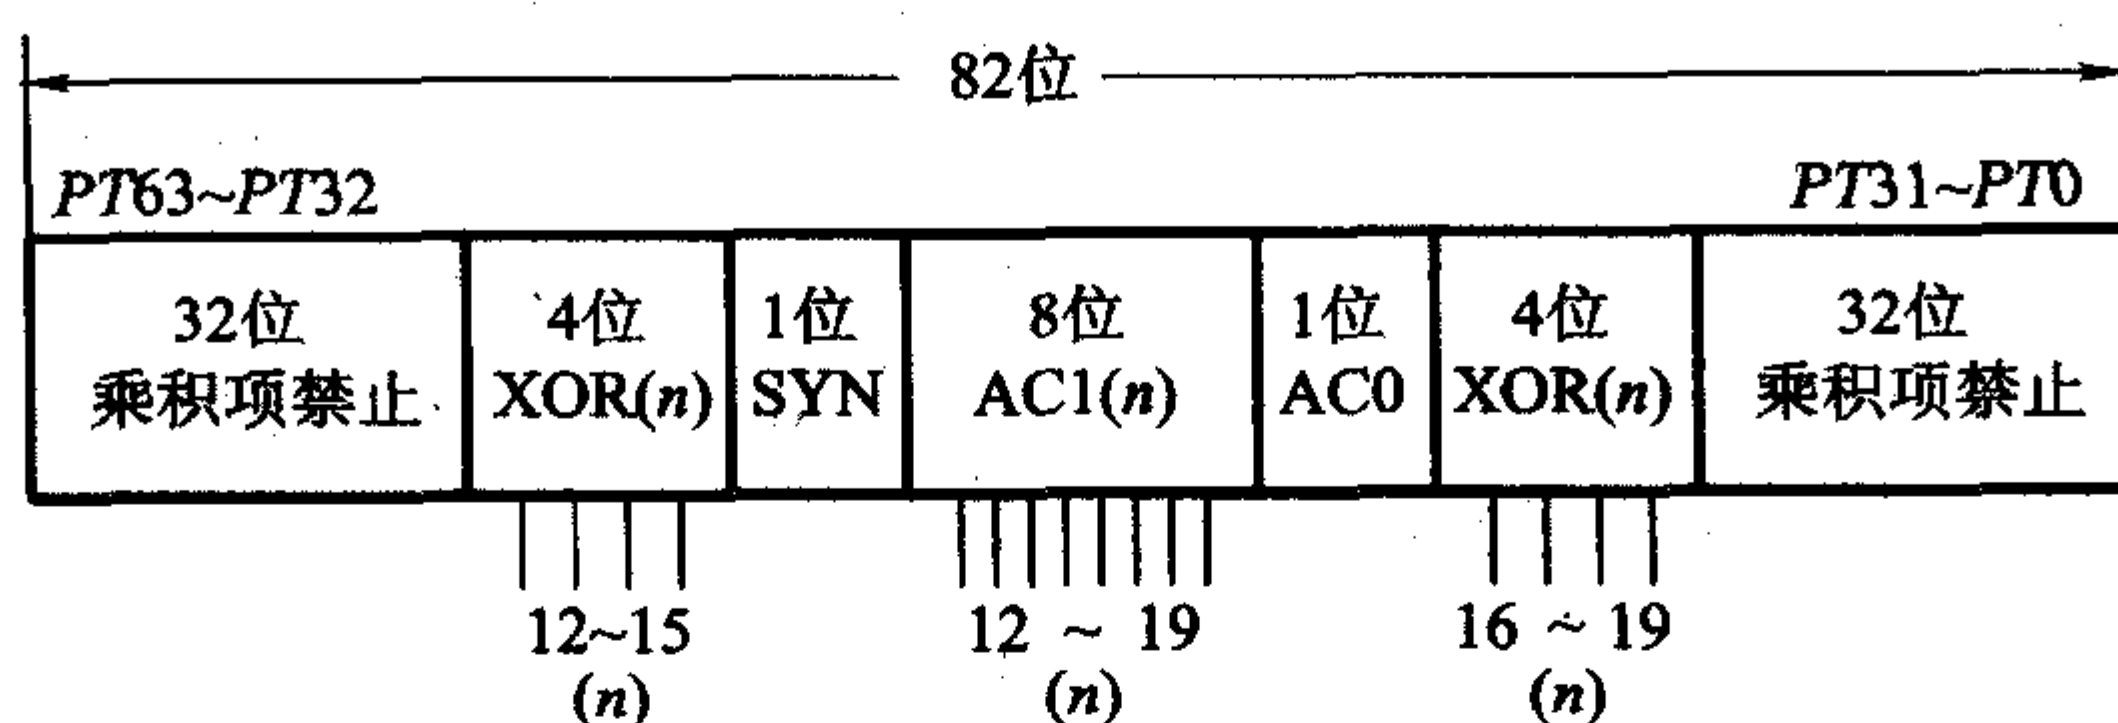 82位
PT63~PT32
PT31~PT0
32位
乘积项禁止
4位
XOR(n)
1位
SYN
8位
AC1(n)
1位
AC0
4位
XOR(n)
32位
乘积项禁止
12~15
(n)
12 ~ 19
(n)
16 ~ 19
(n)